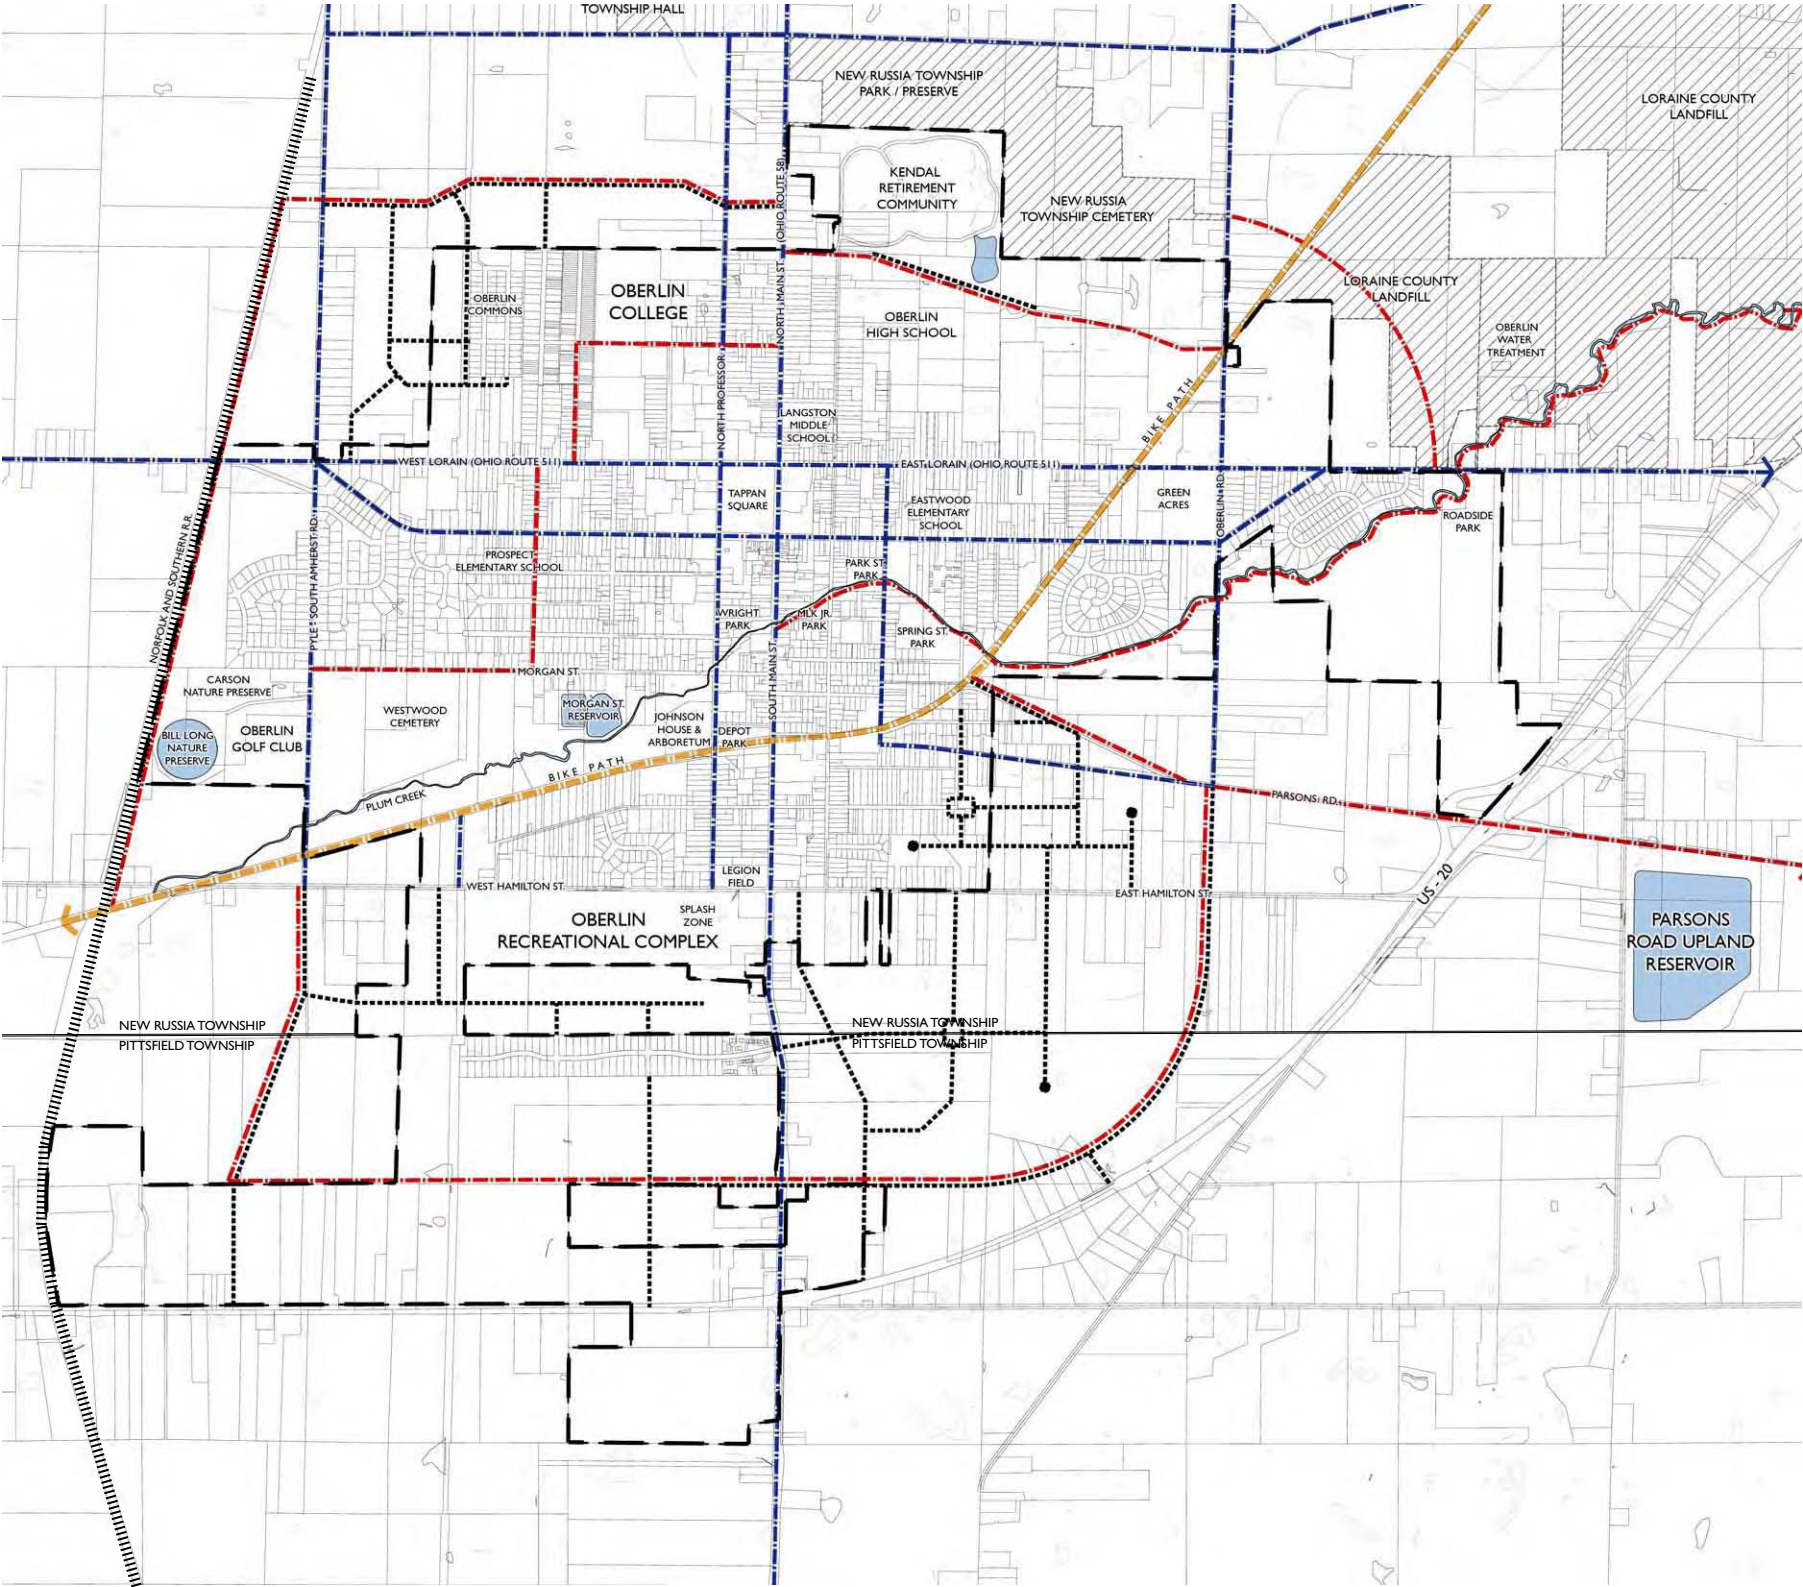 TOWNSHIP HALL
NEW RUSSIA TOWNSHIP
PARK / PRESERVE
LORAINE COUNTY
LANDFILL
KENDAL
RETIREMENT
COMMUNITY
NEW RUSSIA
TOWNSHIP CEMETERY
(OHIO ROUTE 58)
NORTH MAIN ST.
OBERLIN
COMMONS
OBERLIN
COLLEGE
OBERLIN
HIGH SCHOOL
LORAINE COUNTY
LANDFILL
OBERLIN
WATER
TREATMENT
NORTH PROFESSOR
LANGSTON
MIDDLE
SCHOOL
BIKE PATH
WEST LORAIN (OHIO ROUTE 511)
EAST LORAIN (OHIO ROUTE 511)
TAPPAN
SQUARE
EASTWOOD
ELEMENTARY
SCHOOL
GREEN
ACRES
OBERLIN RD.
ROADSIDE
PARK
NORFOLK AND SOUTHERN R.R.
PYLE - SOUTH AMHERST RD.
PROSPECT
ELEMENTARY SCHOOL
PARK ST.
PARK
WRIGHT
PARK
MLK JR.
PARK
SPRING ST.
PARK
MORGAN ST.
SOUTH MAIN ST.
CARSON
NATURE PRESERVE
WESTWOOD
CEMETERY
MORGAN ST.
RESERVOIR
JOHNSON
HOUSE &
ARBORETUM
DEPOT
PARK
BILL LONG
NATURE
PRESERVE
OBERLIN
GOLF CLUB
BIKE PATH
PLUM CREEK
PARSONS RD.
WEST HAMILTON ST.
LEGION
FIELD
EAST HAMILTON ST.
US - 20
OBERLIN
RECREATIONAL COMPLEX
SPLASH
ZONE
PARSONS
ROAD UPLAND
RESERVOIR
NEW RUSSIA TOWNSHIP
PITTSFIELD TOWNSHIP
NEW RUSSIA TOWNSHIP
PITTSFIELD TOWNSHIP